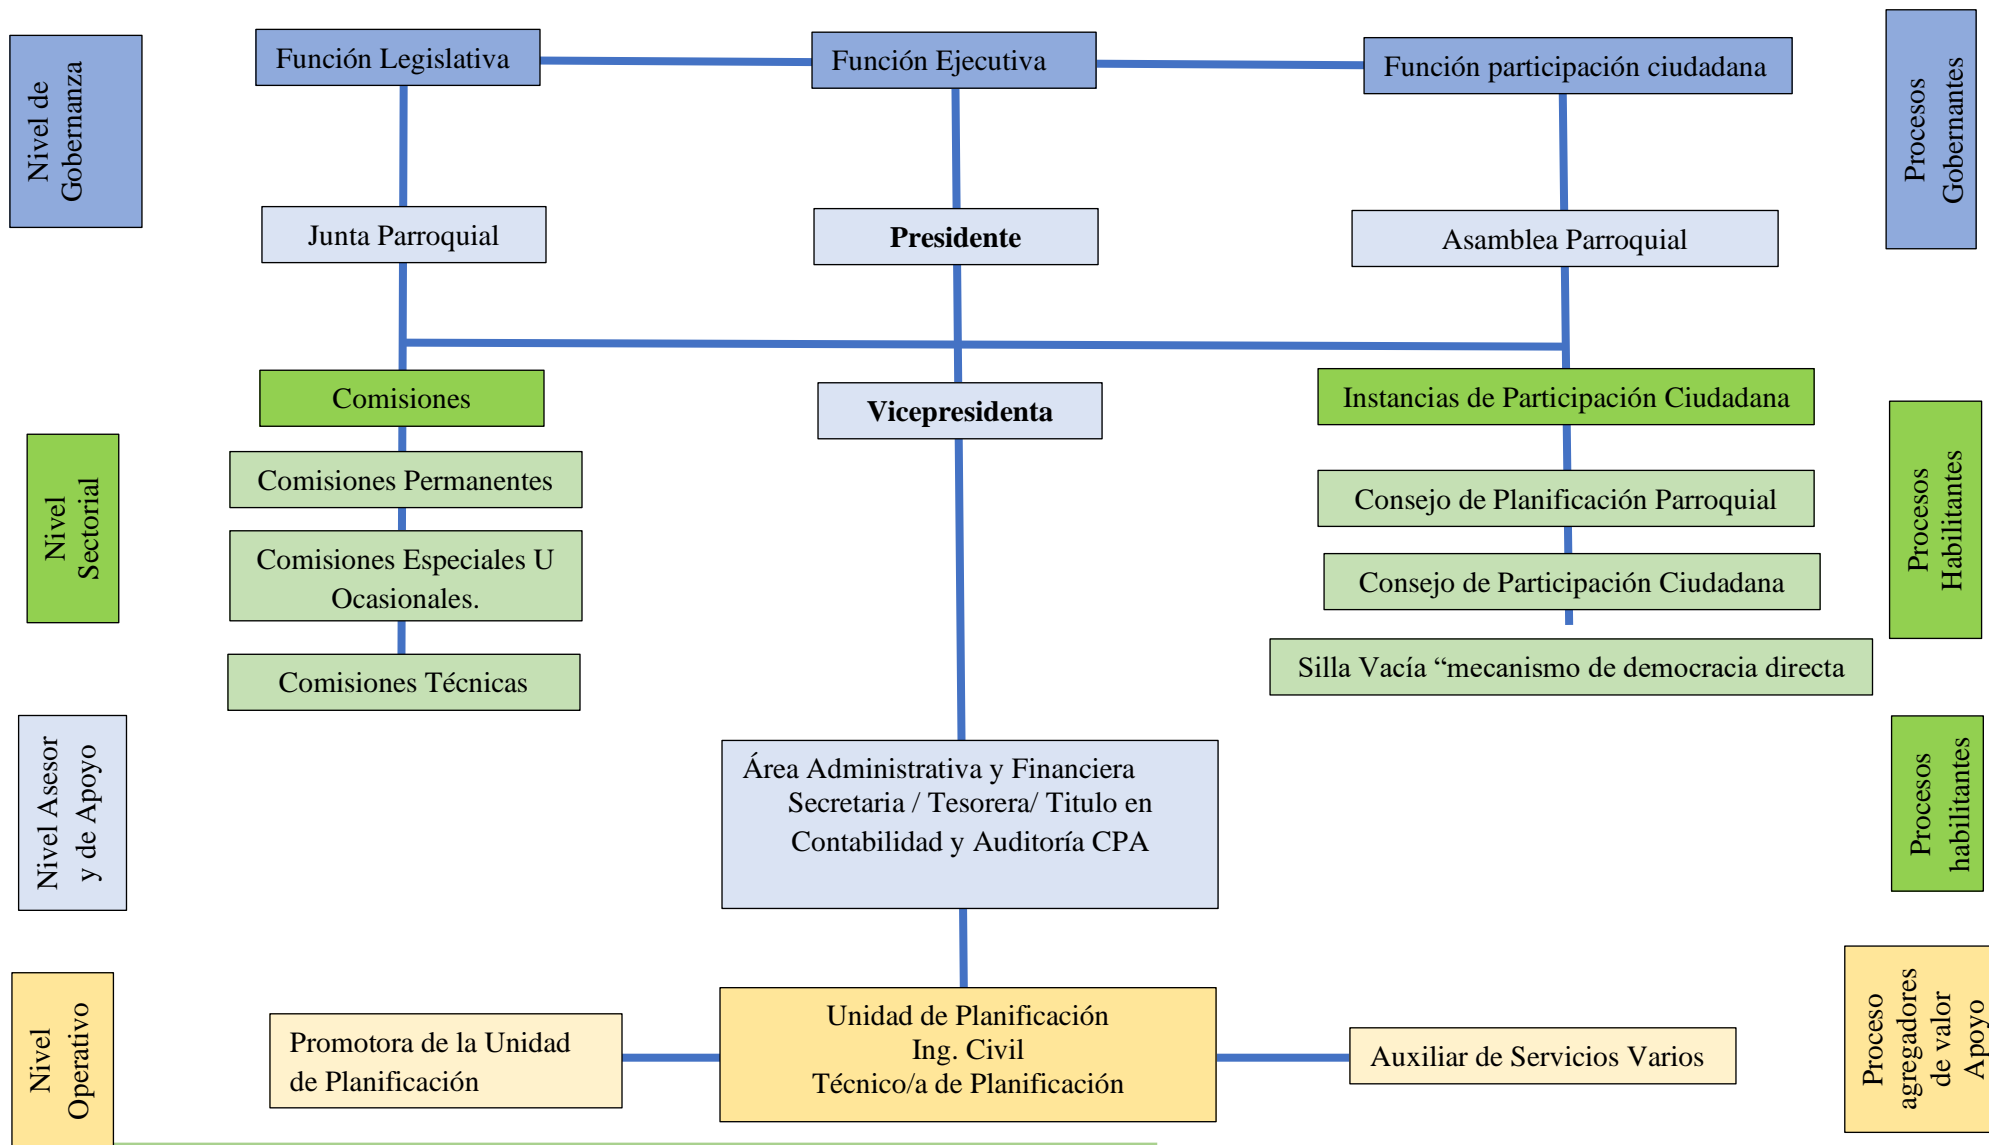 Nivel de
Gobernanza
Función Legislativa
Función Ejecutiva
Función participación ciudadana
Procesos
Gobernantes
Junta Parroquial
Presidente
Asamblea Parroquial
Comisiones
Vicepresidenta
Instancias de Participación Ciudadana
Nivel
Sectorial
Comisiones Permanentes
Consejo de Planificación Parroquial
Procesos
Habilitantes
Comisiones Especiales U
Ocasionales.
Consejo de Participación Ciudadana
Comisiones Técnicas
Silla Vacía “mecanismo de democracia directa
Nivel Asesor
y de Apoyo
Área Administrativa y Financiera
Secretaria / Tesorera/ Titulo en
Contabilidad y Auditoría CPA
Procesos
habilitantes
Nivel
Operativo
Promotora de la Unidad
de Planificación
Unidad de Planificación
Ing. Civil
Técnico/a de Planificación
Auxiliar de Servicios Varios
Proceso
agregadores
de valor
Apoyo